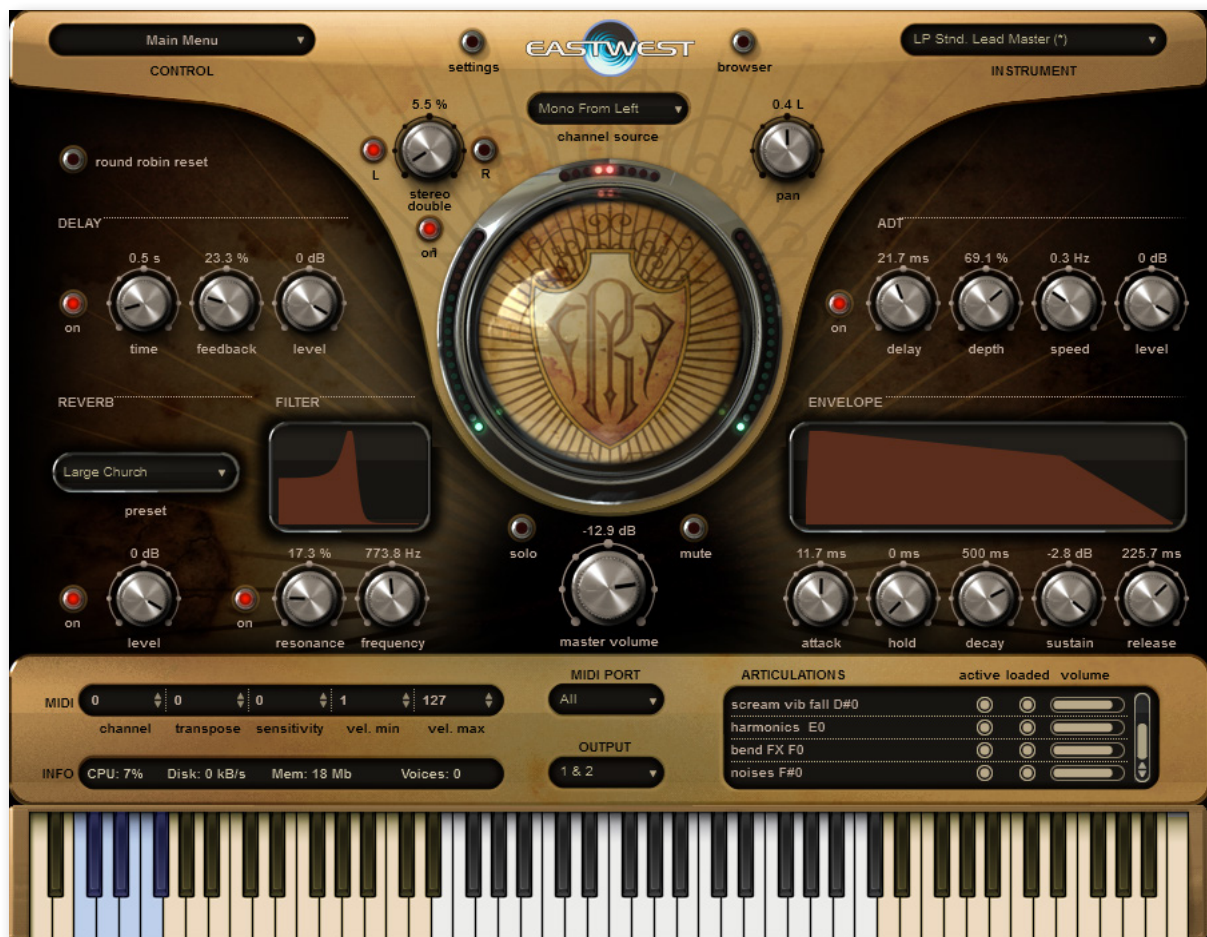 Main Menu
CONTROL
settings
EASTWEST
browser
LP Stnd. Lead Master (*)
INSTRUMENT
5.5 %
L
R
stereo
double
on
Mono From Left
channel source
0.4 L
pan
round robin reset
DELAY
0.5 s 23.3 % 0 dB
on
time feedback level
ADT
21.7 ms 69.1 % 0.3 Hz 0 dB
on
delay depth speed level
REVERB
Large Church
preset
0 dB
on
level
FILTER
17.3 % 773.8 Hz
on
resonance frequency
solo
-12.9 dB
mute
master volume
ENVELOPE
11.7 ms 0 ms 500 ms -2.8 dB 225.7 ms
attack hold decay sustain release
MIDI 0 0 0 1 127
channel transpose sensitivity vel. min vel. max
INFO CPU: 7% Disk: 0 kB/s Mem: 18 Mb Voices: 0
MIDI PORT
All
OUTPUT
1 & 2
ARTICULATIONS active loaded volume
scream vib fall D#0
harmonics E0
bend FX F0
noises F#0